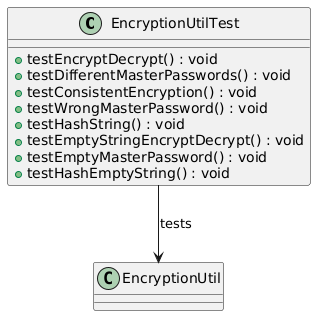 C EncryptionUtilTest
testEncryptDecrypt() : void
testDifferentMasterPasswords() : void
testConsistentEncryption() : void
testWrongMasterPassword() : void
testHashString() : void
testEmptyStringEncryptDecrypt() : void
testEmptyMasterPassword() : void
testHashEmptyString() : void
tests
C EncryptionUtil